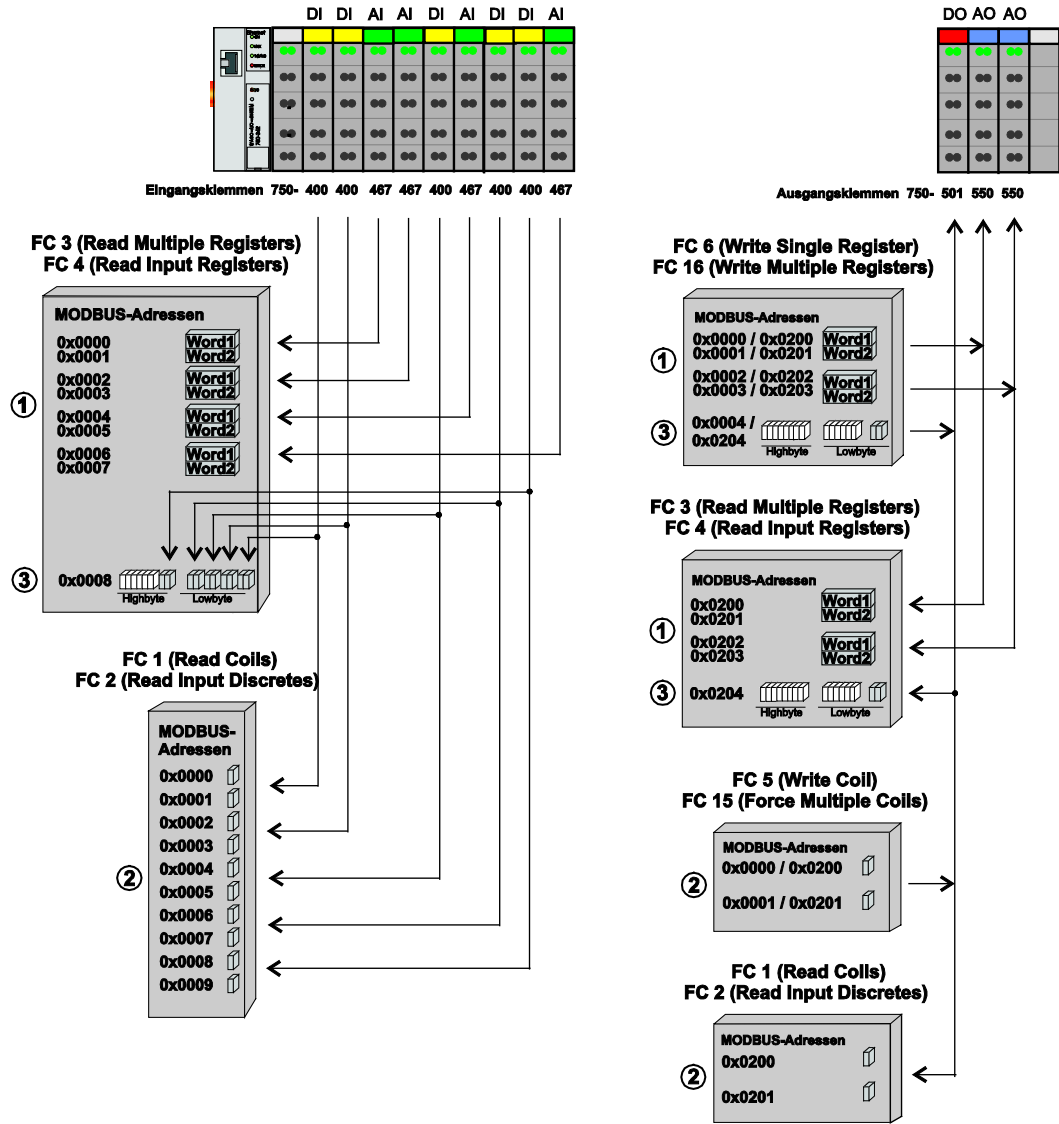 DI DI AI AI DI AI DI DI AI
Eingangsklemmen 750- 400 400 467 467 400 467 400 400 467
FC 3 (Read Multiple Registers)
FC 4 (Read Input Registers)
MODBUS-Adressen
0x0000 Word1
0x0001 Word2
0x0002 Word1
0x0003 Word2
①
0x0004 Word1
0x0005 Word2
0x0006 Word1
0x0007 Word2
③ 0x0008
Highbyte Lowbyte
FC 1 (Read Coils)
FC 2 (Read Input Discretes)
MODBUS-
Adressen
0x0000
0x0001
0x0002
0x0003
② 0x0004
0x0005
0x0006
0x0007
0x0008
0x0009
DO AO AO
Ausgangsklemmen 750- 501 550 550
FC 6 (Write Single Register)
FC 16 (Write Multiple Registers)
MODBUS-Adressen
0x0000 / 0x0200 Word1
① 0x0001 / 0x0201 Word2
0x0002 / 0x0202 Word1
0x0003 / 0x0203 Word2
③ 0x0004 /
0x0204
Highbyte Lowbyte
FC 3 (Read Multiple Registers)
FC 4 (Read Input Registers)
MODBUS-Adressen
0x0200 Word1
0x0201 Word2
①
0x0202 Word1
0x0203 Word2
③ 0x0204
Highbyte Lowbyte
FC 5 (Write Coil)
FC 15 (Force Multiple Coils)
MODBUS-Adressen
0x0000 / 0x0200
②
0x0001 / 0x0201
FC 1 (Read Coils)
FC 2 (Read Input Discretes)
MODBUS-Adressen
0x0200
②
0x0201